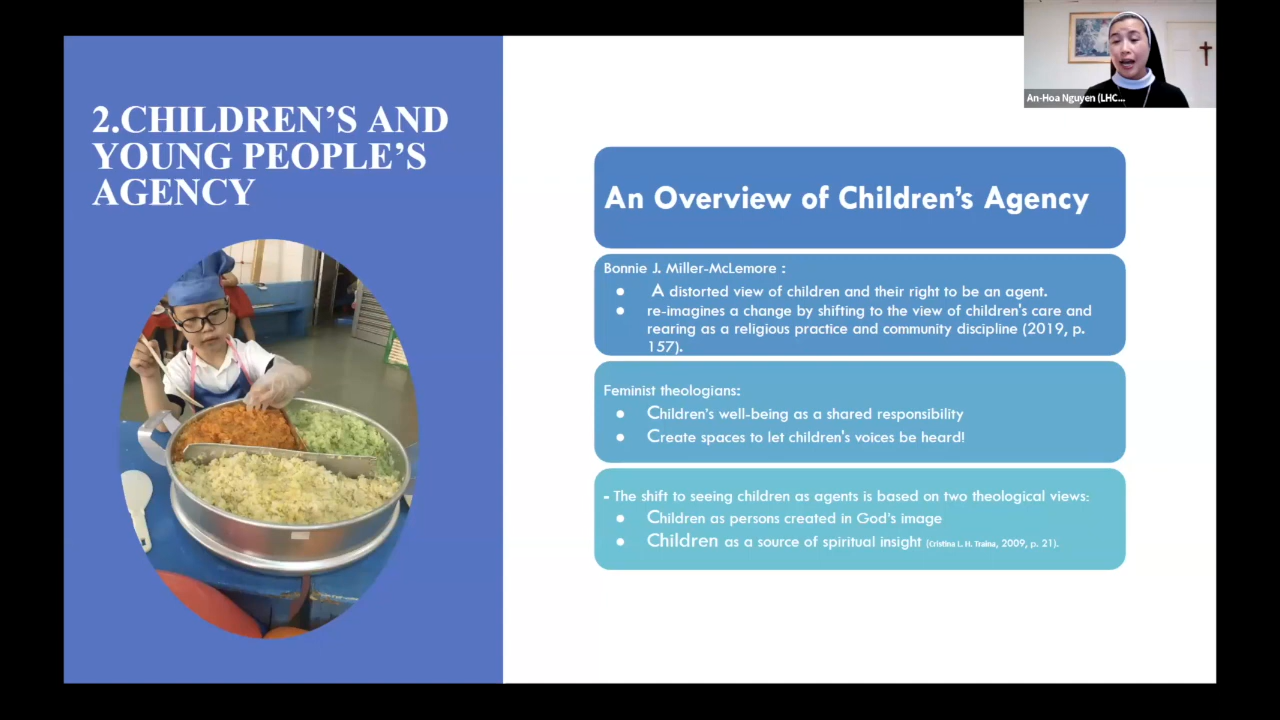 2.CHILDREN’S AND
YOUNG PEOPLE’S
AGENCY
An-Hoa Nguyen (LHC...
An Overview of Children’s Agency
Bonnie J. Miller-McLemore :
● A distorted view of children and their right to be an agent.
● re-imagines a change by shifting to the view of children's care and
rearing as a religious practice and community discipline (2019, p.
157).
Feminist theologians:
● Children’s well-being as a shared responsibility
● Create spaces to let children's voices be heard!
- The shift to seeing children as agents is based on two theological views:
● Children as persons created in God’s image
● Children as a source of spiritual insight (Cristina L. H. Traina, 2009, p. 21).